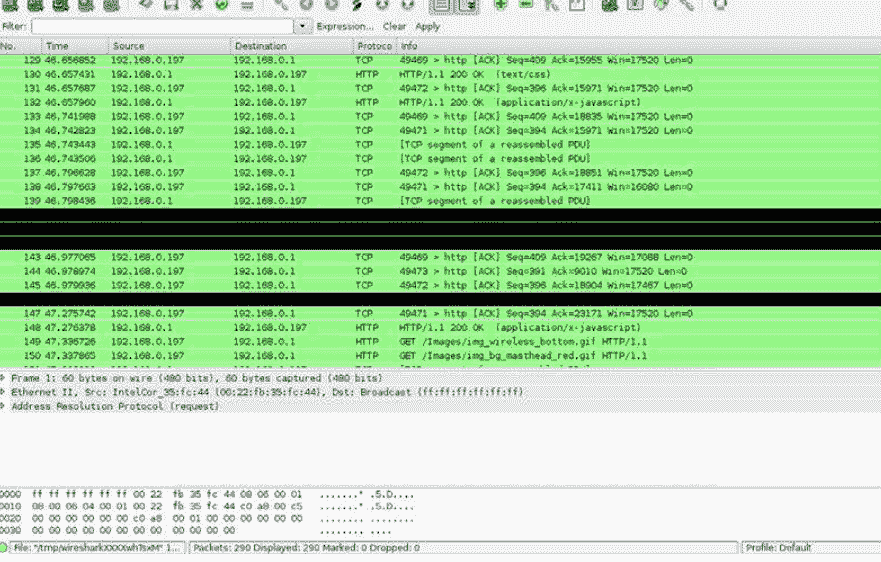 Filter: Expression... Clear Apply
No. Time Source Destination Protoco Info
129 46.656852 192.168.0.197 192.168.0.1 TCP 49469 > http [ACK] Seq=409 Ack=15955 Win=17520 Len=0
130 46.657431 192.168.0.1 192.168.0.197 HTTP HTTP/1.1 200 OK (text/css)
131 46.657687 192.168.0.197 192.168.0.1 TCP 49472 > http [ACK] Seq=396 Ack=15971 Win=17520 Len=0
132 46.657960 192.168.0.1 192.168.0.197 HTTP HTTP/1.1 200 OK (application/x-javascript)
133 46.741988 192.168.0.197 192.168.0.1 TCP 49469 > http [ACK] Seq=409 Ack=18835 Win=17520 Len=0
134 46.742823 192.168.0.197 192.168.0.1 TCP 49471 > http [ACK] Seq=394 Ack=15971 Win=17520 Len=0
135 46.743443 192.168.0.1 192.168.0.197 TCP [TCP segment of a reassembled PDU]
136 46.743506 192.168.0.1 192.168.0.197 TCP [TCP segment of a reassembled PDU]
137 46.796628 192.168.0.197 192.168.0.1 TCP 49472 > http [ACK] Seq=396 Ack=18851 Win=17520 Len=0
138 46.797663 192.168.0.197 192.168.0.1 TCP 49471 > http [ACK] Seq=394 Ack=17411 Win=16080 Len=0
139 46.798436 192.168.0.1 192.168.0.197 TCP [TCP segment of a reassembled PDU]
143 46.977065 192.168.0.197 192.168.0.1 TCP 49469 > http [ACK] Seq=409 Ack=19267 Win=17088 Len=0
144 46.978974 192.168.0.197 192.168.0.1 TCP 49473 > http [ACK] Seq=391 Ack=9010 Win=17520 Len=0
145 46.979936 192.168.0.197 192.168.0.1 TCP 49472 > http [ACK] Seq=396 Ack=18904 Win=17467 Len=0
147 47.275742 192.168.0.197 192.168.0.1 TCP 49471 > http [ACK] Seq=394 Ack=23171 Win=17520 Len=0
148 47.276378 192.168.0.1 192.168.0.197 HTTP HTTP/1.1 200 OK (application/x-javascript)
149 47.336726 192.168.0.197 192.168.0.1 HTTP GET /Images/img_wireless_bottom.gif HTTP/1.1
150 47.337865 192.168.0.197 192.168.0.1 HTTP GET /Images/img_bg_masthead_red.gif HTTP/1.1
Frame 1: 60 bytes on wire (480 bits), 60 bytes captured (480 bits)
Ethernet II, Src: IntelCor_35:fc:44 (00:22:fb:35:fc:44), Dst: Broadcast (ff:ff:ff:ff:ff:ff)
Address Resolution Protocol (request)
0000 ff ff ff ff ff ff 00 22 fb 35 fc 44 08 06 00 01 ......." .5.D....
0010 08 00 06 04 00 01 00 22 fb 35 fc 44 c0 a8 00 c5 ......." .5.D....
0020 00 00 00 00 00 00 c0 a8 00 01 00 00 00 00 00 00 ........ ........
0030 00 00 00 00 00 00 00 00 00 00 00 00 ........ ....
File: "/tmp/wiresharkXXXXwhTsxM" 1... Packets: 290 Displayed: 290 Marked: 0 Dropped: 0 Profile: Default